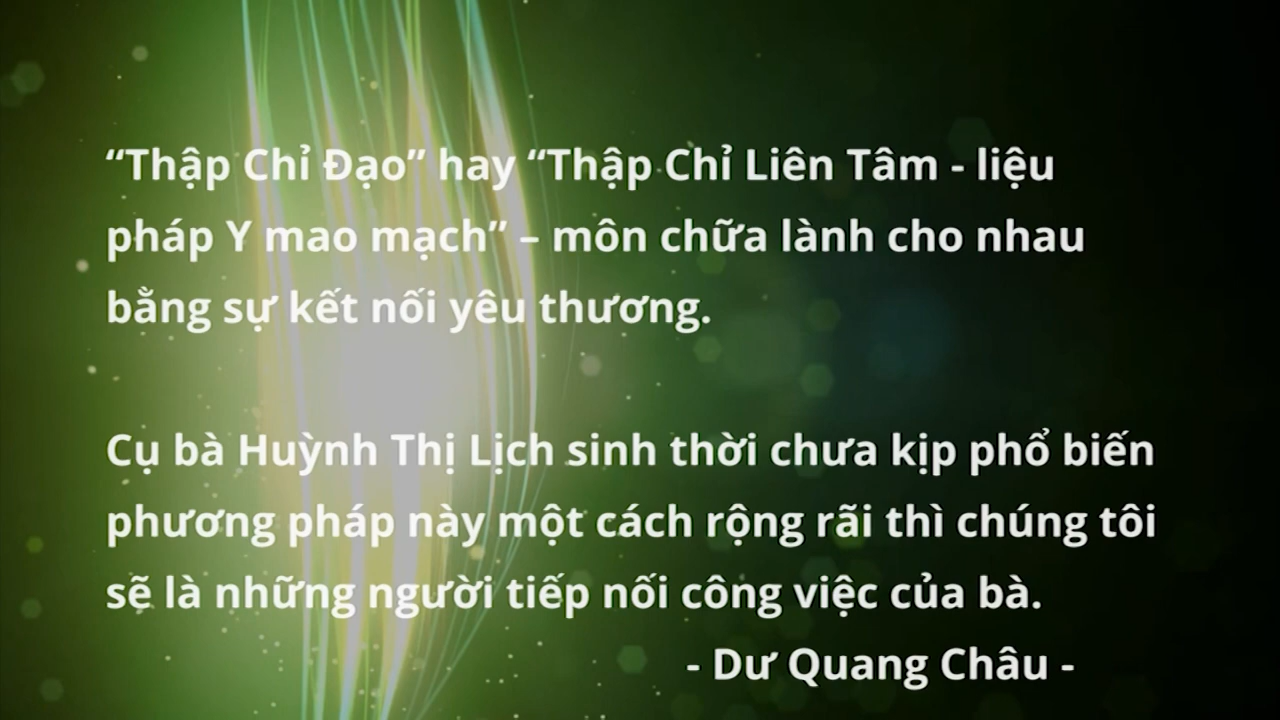 “Thập Chỉ Đạo” hay “Thập Chỉ Liên Tâm - liệu
pháp Y mao mạch” – môn chữa lành cho nhau
bằng sự kết nối yêu thương.
Cụ bà Huỳnh Thị Lịch sinh thời chưa kịp phổ biến
phương pháp này một cách rộng rãi thì chúng tôi
sẽ là những người tiếp nối công việc của bà.
- Dư Quang Châu -